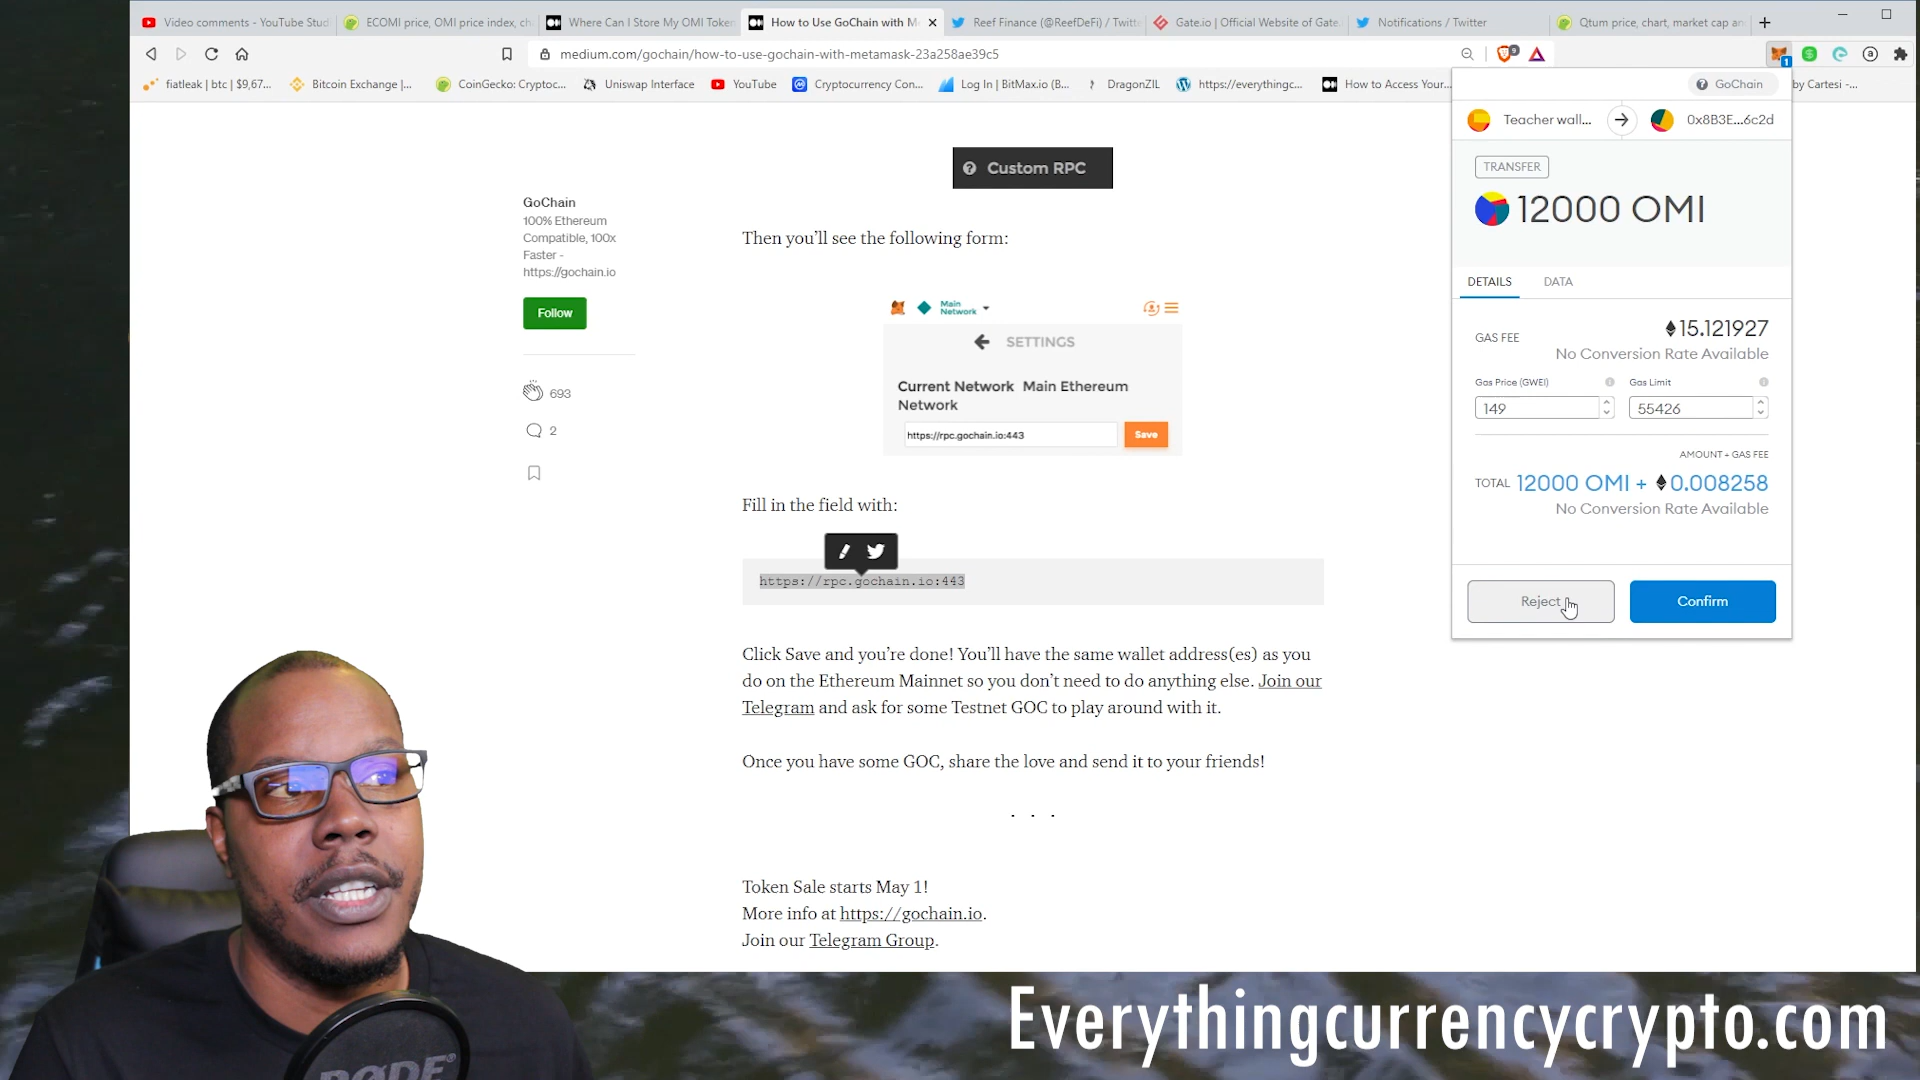 Video comments - YouTube Stud
ECOMI price, OMI price index, ch
Where Can I Store My OMI Token
How to Use GoChain with M
Reef Finance (@ReefDeFi) / Twitt
Gate.io | Official Website of Gate.
Notifications / Twitter
Qtum price, chart, market cap an
medium.com/gochain/how-to-use-gochain-with-metamask-23a258ae39c5
fiatleak | btc | $9,67...
Bitcoin Exchange |...
CoinGecko: Cryptoc...
Uniswap Interface
YouTube
Cryptocurrency Con...
Log In | BitMax.io (B...
DragonZIL
https://everythingc...
How to Access Your...
by Cartesi -...
Custom RPC
GoChain
100% Ethereum
Compatible, 100x
Faster -
https://gochain.io
Follow
693
2
Then you'll see the following form:
Main
Network
SETTINGS
Current Network Main Ethereum
Network
https://rpc.gochain.io:443
Save
Fill in the field with:
https://rpc.gochain.io:443
Click Save and you're done! You'll have the same wallet address(es) as you
do on the Ethereum Mainnet so you don't need to do anything else. Join our
Telegram and ask for some Testnet GOC to play around with it.
Once you have some GOC, share the love and send it to your friends!
. . .
Token Sale starts May 1!
More info at https://gochain.io.
Join our Telegram Group.
9
1
GoChain
Teacher wall...
0x8B3E...6c2d
TRANSFER
12000 OMI
DETAILS
DATA
GAS FEE
15.121927
No Conversion Rate Available
Gas Price (GWEI)
Gas Limit
149
55426
AMOUNT + GAS FEE
TOTAL 12000 OMI + 0.008258
No Conversion Rate Available
Reject
Confirm
RØDE
Everythingcurrencycrypto.com